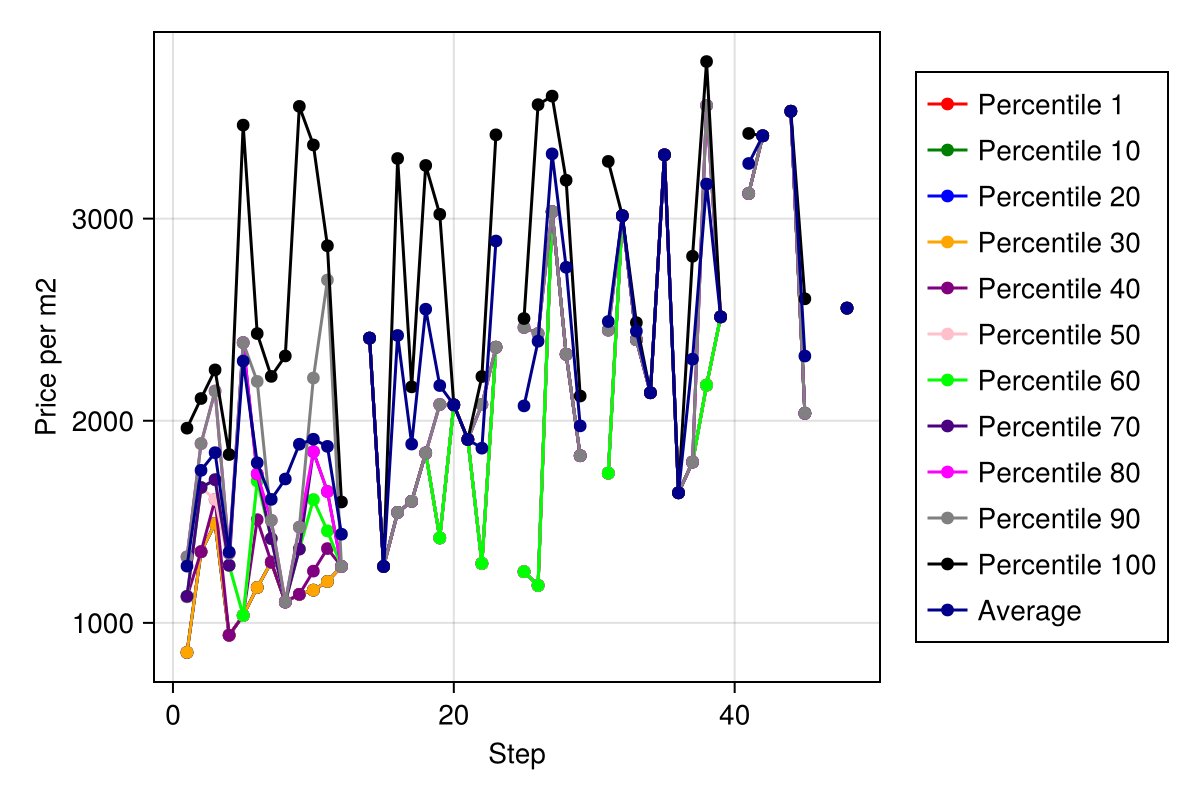 3000
2000
1000
Price per m2
0
20
40
Step
Percentile 1
Percentile 10
Percentile 20
Percentile 30
Percentile 40
Percentile 50
Percentile 60
Percentile 70
Percentile 80
Percentile 90
Percentile 100
Average